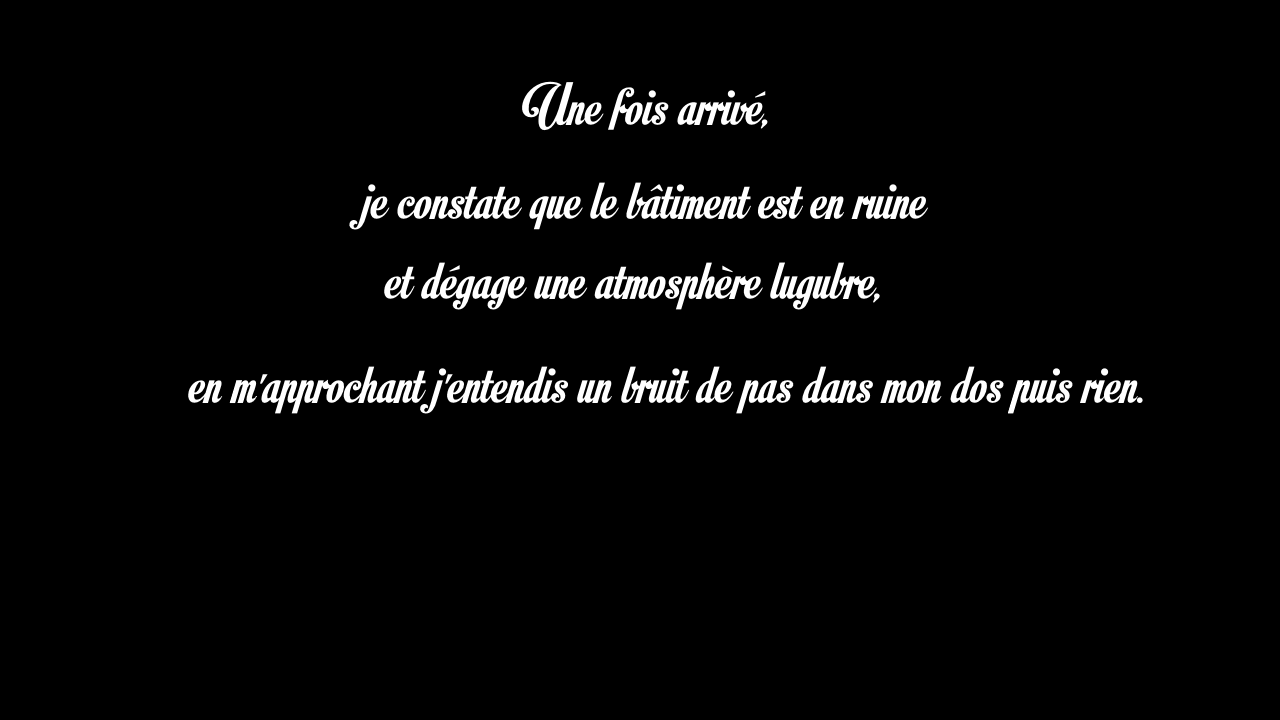 Une fois arrivé,
je constate que le bâtiment est en ruine
et dégage une atmosphère lugubre,
en m'approchant j'entendis un bruit de pas dans mon dos puis rien.